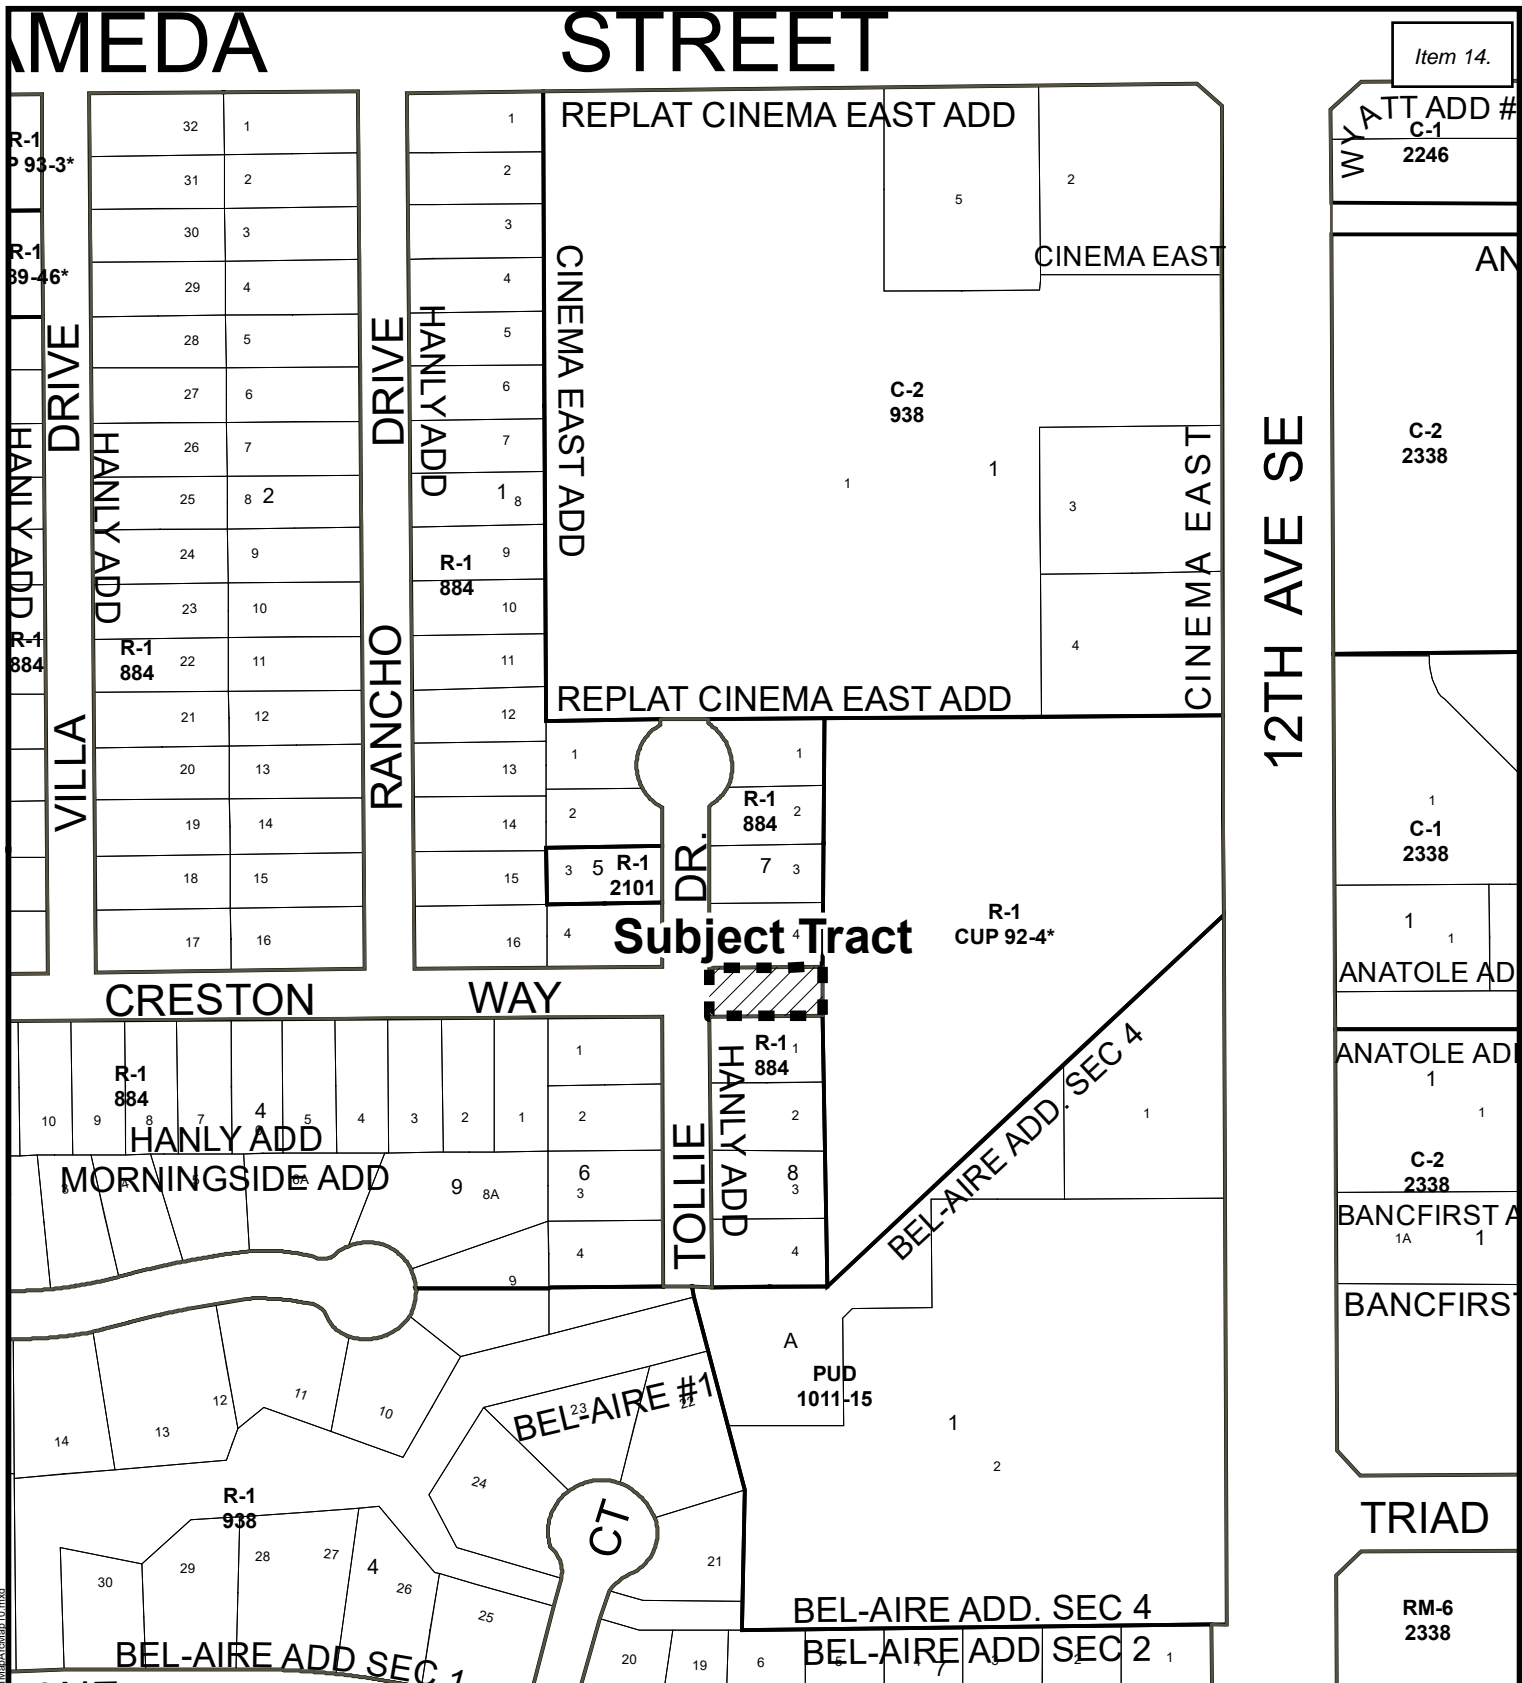 AMEDA STREET
Item 14.
REPLAT CINEMA EAST ADD
WYATT ADD #
C-1
2246
R-1
P 93-3*
R-1
89-46*
32 1
31 2
30 3
29 4
28 5
27 6
26 7
25 8 2
24 9
23 10
22 11
21 12
20 13
19 14
18 15
17 16
1
2
3
4
5
6
7
1 8
9
10
11
12
13
14
15
16
VILLA DRIVE
RANCHO DRIVE
HANLY ADD
HANLY ADD
HANLY ADD
R-1
884
R-1
884
R-1
884
CINEMA EAST ADD
5
2
CINEMA EAST
C-2
938
1
1
3
4
CINEMA EAST
REPLAT CINEMA EAST ADD
12TH AVE SE
AN
C-2
2338
1
C-1
2338
1
1
ANATOLE AD
ANATOLE ADD
1
1
C-2
2338
BANCFIRST A
1A 1
BANCFIRST
TRIAD
RM-6
2338
1
2
3 5
R-1
2101
4
DR.
1
R-1
884
2
7 3
4
Subject Tract
R-1
CUP 92-4*
CRESTON WAY
R-1
884
10 9 8 7 4 5 4 3 2 1
HANLY ADD
MORNINGSIDE ADD
9 8A
9
1
2
6
3
4
TOLLIE
HANLY ADD
R-1
884
1
2
8
3
4
BEL-AIRE ADD. SEC 4
1
A
PUD
1011-15
1
2
14 13 12 11 10
BEL-AIRE #1
23 22
24
CT
21
R-1
938
30 29 28 27 4 26 25
BEL-AIRE ADD SEC 1
BEL-AIRE ADD. SEC 4
BEL-AIRE ADD SEC 2
20 19 6 5 4 7 3 2 1